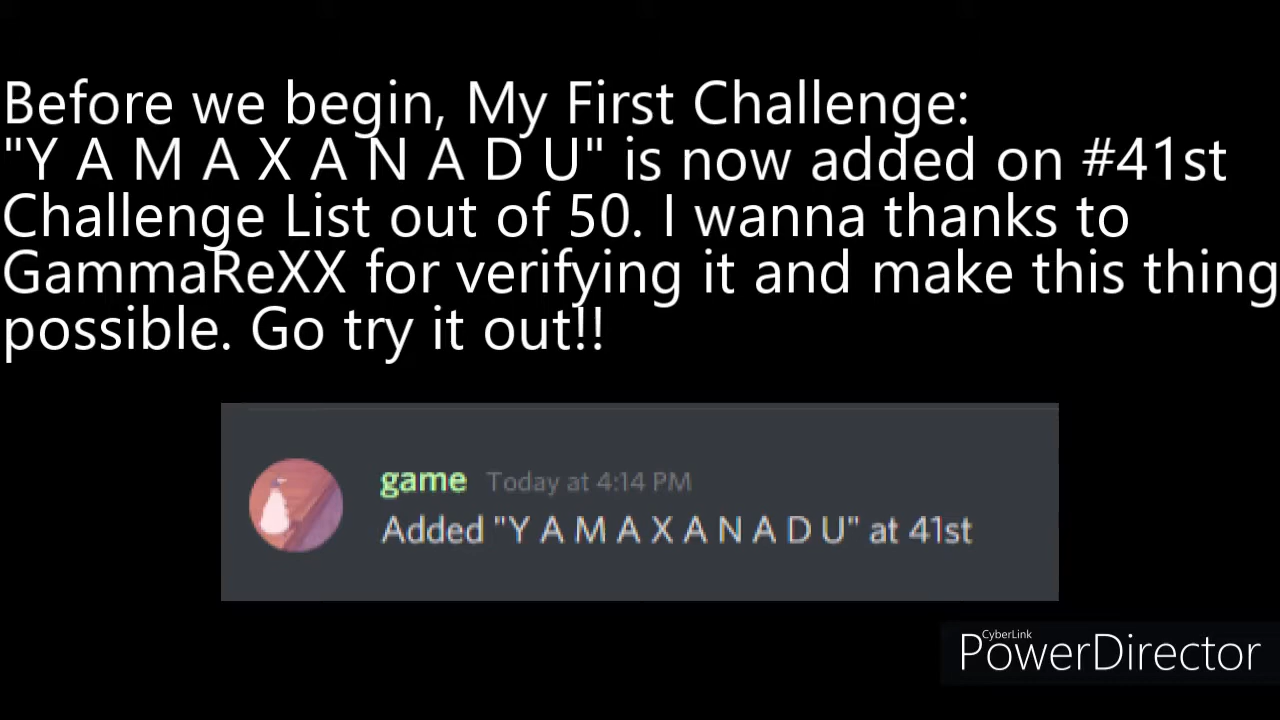 Before we begin, My First Challenge:
"Y A M A X A N A D U" is now added on #41st
Challenge List out of 50. I wanna thanks to
GammaReXX for verifying it and make this thing
possible. Go try it out!!
game Today at 4:14 PM
Added "Y A M A X A N A D U" at 41st
CyberLink
PowerDirector